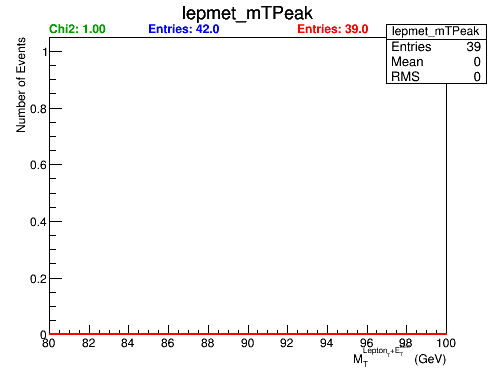 lepmet_mTPeak
Chi2: 1.00 Entries: 42.0 Entries: 39.0
lepmet_mTPeak
Entries 39
Mean 0
RMS 0
Number of Events
1
0.8
0.6
0.4
0.2
0
80 82 84 86 88 90 92 94 96 98 100
M_T^Lepton_T+E_T (GeV)